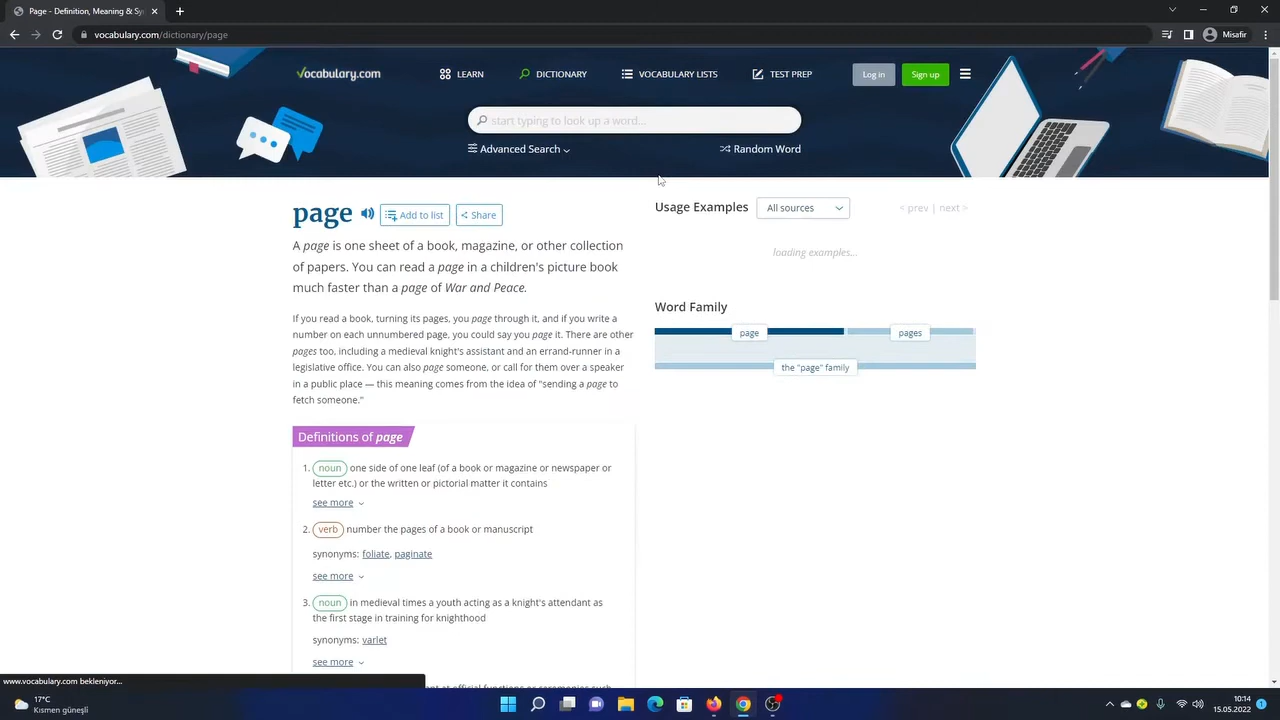 Page - Definition, Meaning & Sy
vocabulary.com/dictionary/page
Misafir
Vocabulary.com
LEARN
DICTIONARY
VOCABULARY LISTS
TEST PREP
Log in
Sign up
start typing to look up a word...
Advanced Search
Random Word
page
Add to list
Share
A page is one sheet of a book, magazine, or other collection
of papers. You can read a page in a children's picture book
much faster than a page of War and Peace.
If you read a book, turning its pages, you page through it, and if you write a
number on each unnumbered page, you could say you page it. There are other
pages too, including a medieval knight's assistant and an errand-runner in a
legislative office. You can also page someone, or call for them over a speaker
in a public place — this meaning comes from the idea of "sending a page to
fetch someone."
Definitions of page
1. noun one side of one leaf (of a book or magazine or newspaper or
letter etc.) or the written or pictorial matter it contains
see more
2. verb number the pages of a book or manuscript
synonyms: foliate, paginate
see more
3. noun in medieval times a youth acting as a knight's attendant as
the first stage in training for knighthood
synonyms: varlet
see more
Usage Examples
All sources
< prev | next >
loading examples...
Word Family
page
pages
the "page" family
www.vocabulary.com bekleniyor...
17°C
Kısmen güneşli
10:14
15.05.2022
1